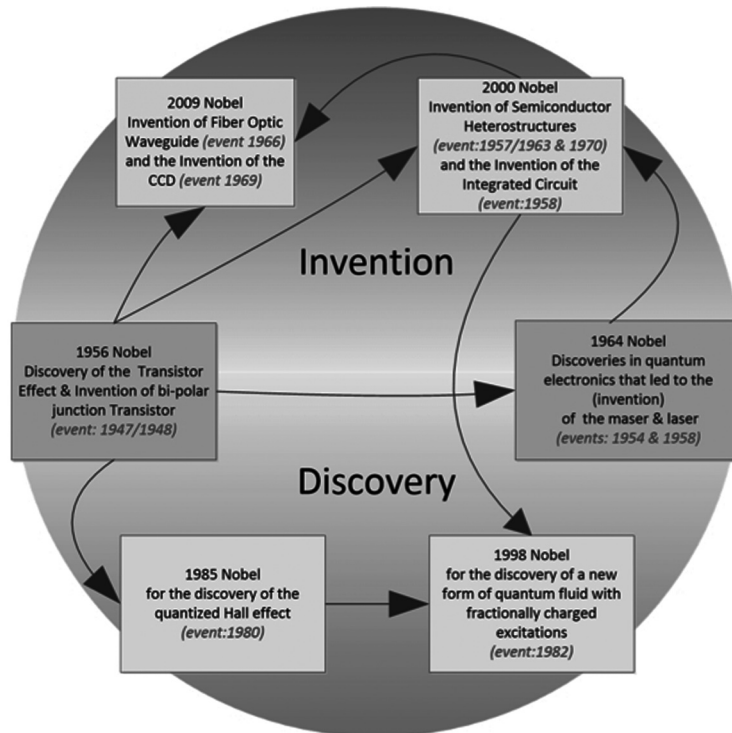 2009 Nobel
Invention of Fiber Optic
Waveguide (event 1966)
and the Invention of the
CCD (event 1969)
2000 Nobel
Invention of Semiconductor
Heterostructures
(event:1957/1963 & 1970)
and the Invention of the
Integrated Circuit
(event:1958)
Invention
1956 Nobel
Discovery of the Transistor
Effect & Invention of bi-polar
junction Transistor
(event: 1947/1948)
1964 Nobel
Discoveries in quantum
electronics that led to the
(invention)
of the maser & laser
(events: 1954 & 1958)
Discovery
1985 Nobel
for the discovery of the
quantized Hall effect
(event:1980)
1998 Nobel
for the discovery of a new
form of quantum fluid with
fractionally charged
excitations
(event:1982)